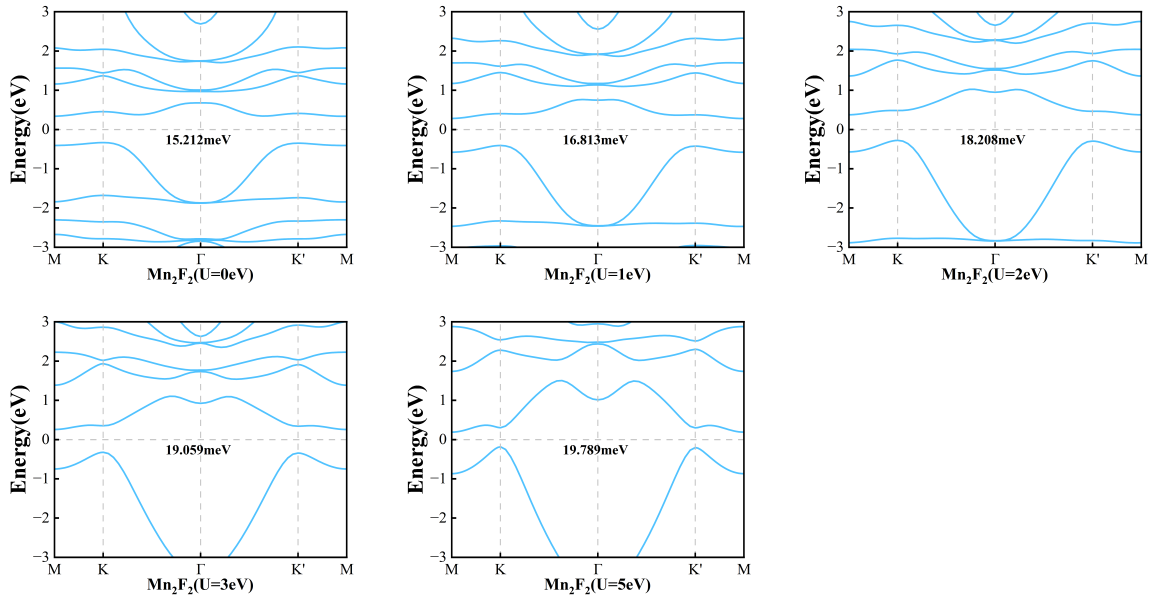 Energy(eV)
3
2
1
0
−1
−2
−3
15.212meV
M K Γ K' M
Mn₂F₂(U=0eV)
Energy(eV)
3
2
1
0
−1
−2
−3
16.813meV
M K Γ K' M
Mn₂F₂(U=1eV)
Energy(eV)
3
2
1
0
−1
−2
−3
18.208meV
M K Γ K' M
Mn₂F₂(U=2eV)
Energy(eV)
3
2
1
0
−1
−2
−3
19.059meV
M K Γ K' M
Mn₂F₂(U=3eV)
Energy(eV)
3
2
1
0
−1
−2
−3
19.789meV
M K Γ K' M
Mn₂F₂(U=5eV)